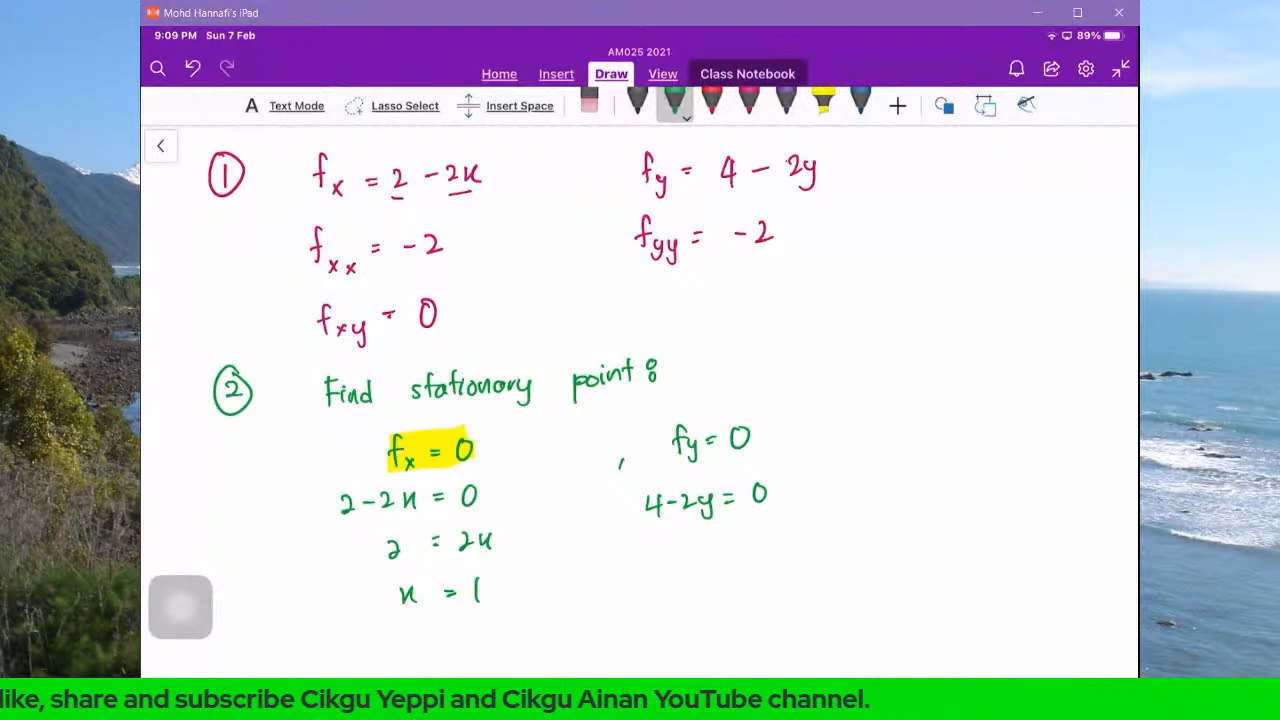 Mohd Hannafi's iPad
9:09 PM Sun 7 Feb
89%
AM025 2021
Home Insert Draw View Class Notebook
A Text Mode Lasso Select Insert Space
① fx = 2 - 2x fy = 4 - 2y
fxx = -2 fyy = -2
fxy = 0
② Find stationary point:
fx = 0 , fy = 0
2 - 2x = 0 4 - 2y = 0
2 = 2x
x = 1
like, share and subscribe Cikgu Yeppi and Cikgu Ainan YouTube channel.